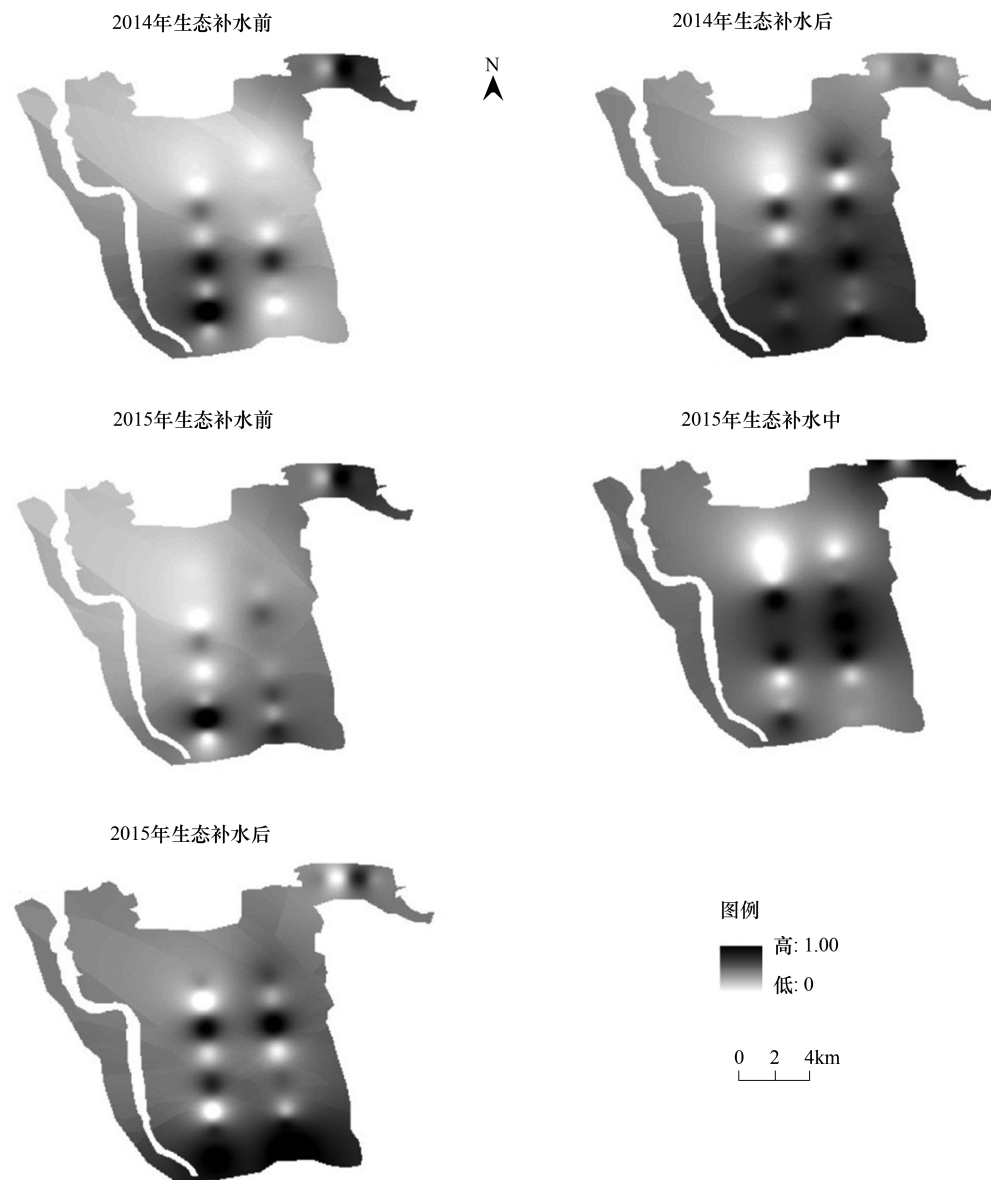 2014年生态补水前
2014年生态补水后
N
2015年生态补水前
2015年生态补水中
2015年生态补水后
图例
高: 1.00
低: 0
0 2 4km